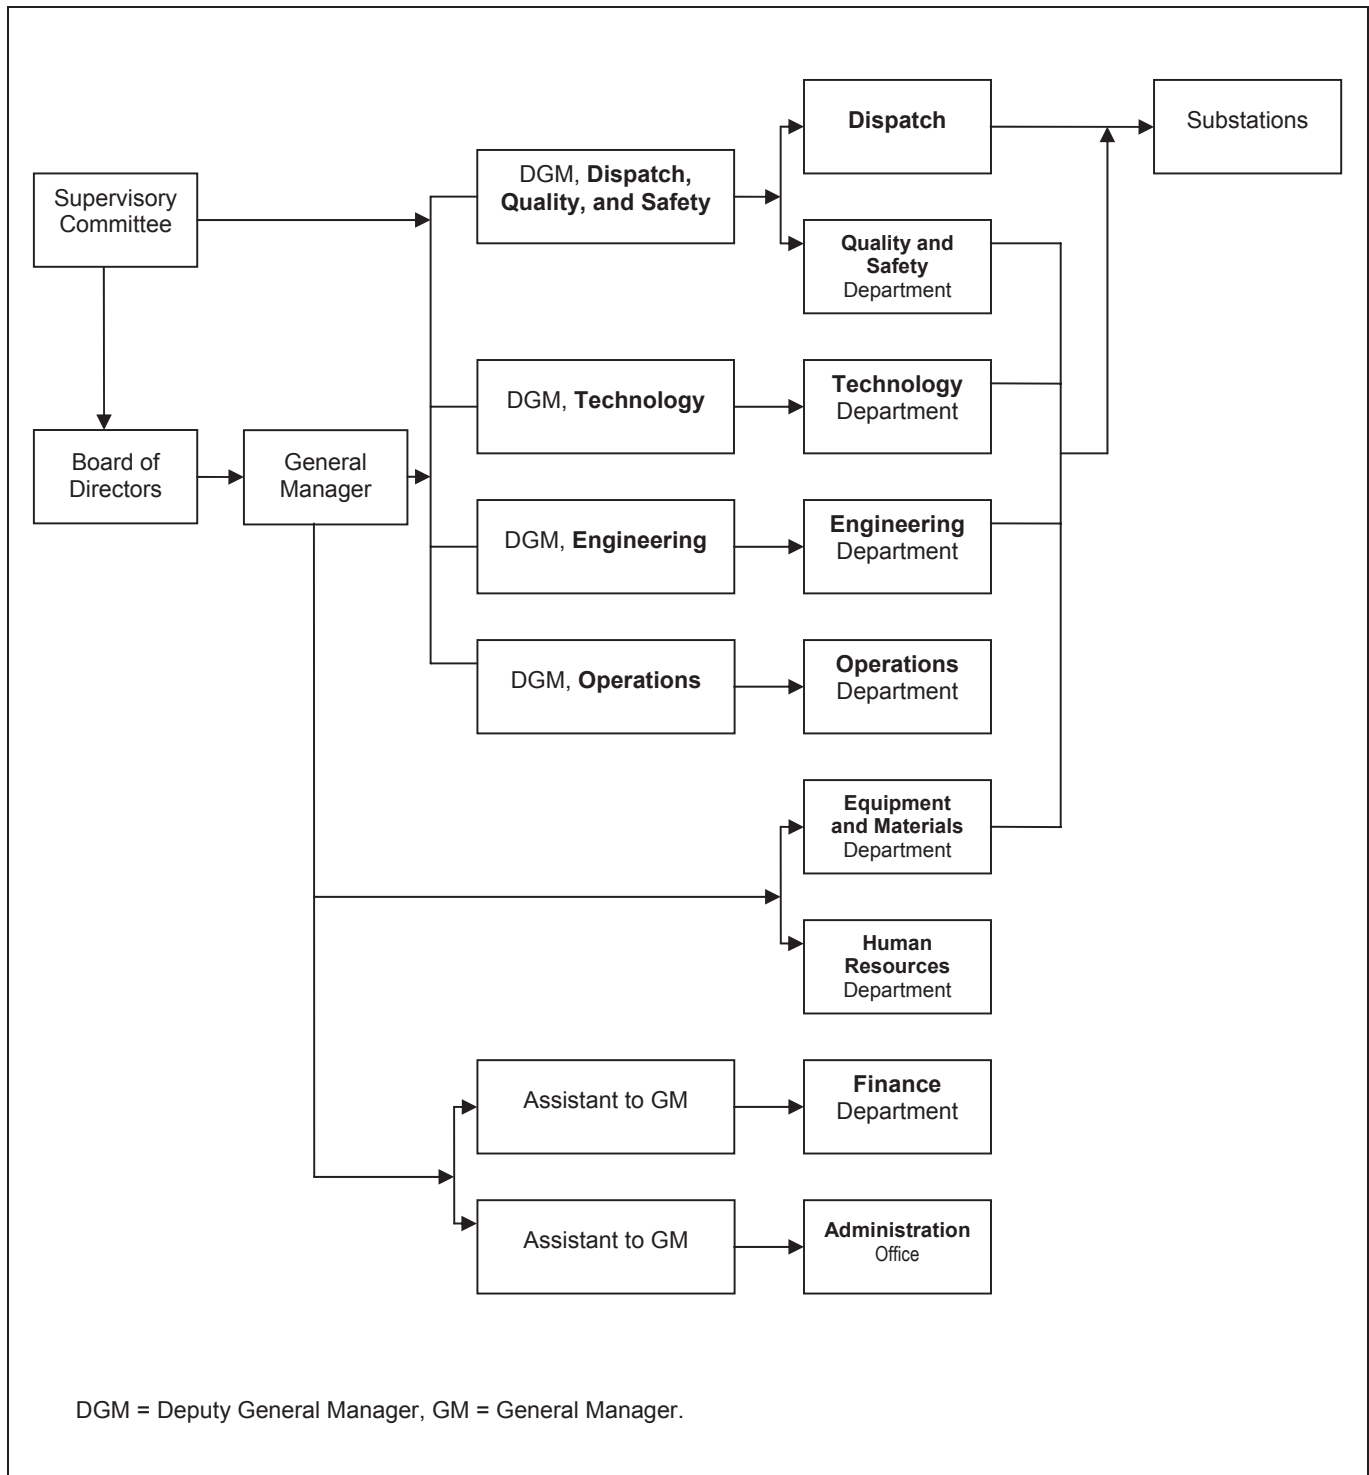 Supervisory
Committee
Board of
Directors
General
Manager
DGM, Dispatch,
Quality, and Safety
DGM, Technology
DGM, Engineering
DGM, Operations
Assistant to GM
Assistant to GM
Dispatch
Quality and
Safety
Department
Technology
Department
Engineering
Department
Operations
Department
Equipment
and Materials
Department
Human
Resources
Department
Finance
Department
Administration
Office
Substations
DGM = Deputy General Manager, GM = General Manager.